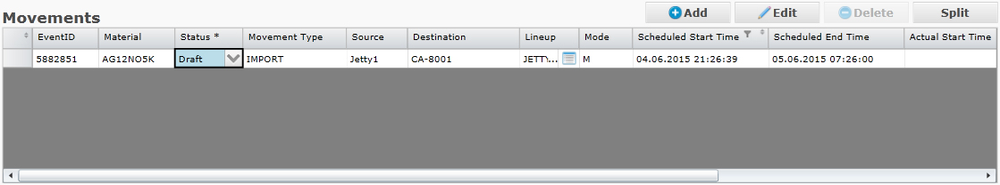 Movements
Add Edit Delete Split
EventID Material Status * Movement Type Source Destination Lineup Mode Scheduled Start Time Scheduled End Time Actual Start Time
5882851 AG12NO5K Draft IMPORT Jetty1 CA-8001 JETTY... M 04.06.2015 21:26:39 05.06.2015 07:26:00